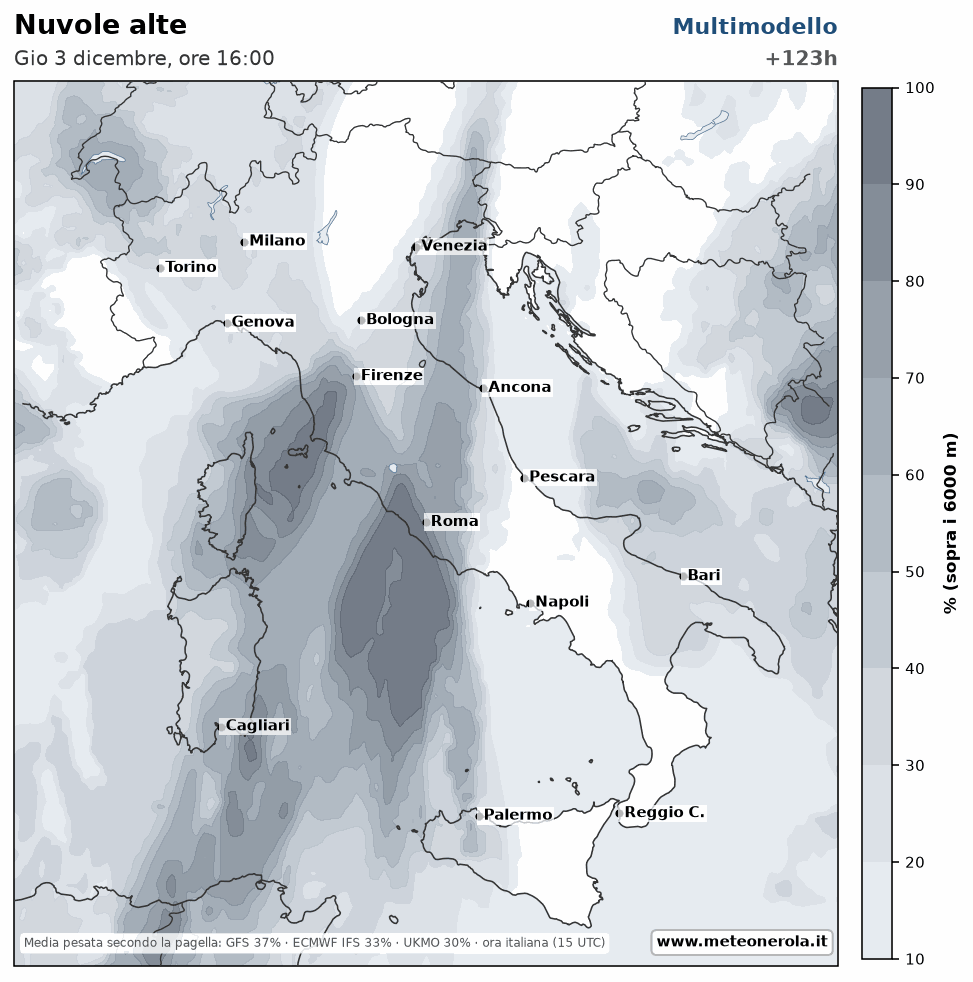 Nuvole alte
Multimodello
Gio 3 dicembre, ore 16:00
+123h
Milano
Venezia
Torino
Genova
Bologna
Firenze
Ancona
Pescara
Roma
Bari
Napoli
Cagliari
Palermo
Reggio C.
100
90
80
70
60
50
40
30
20
10
% (sopra i 6000 m)
Media pesata secondo la pagella: GFS 37% · ECMWF IFS 33% · UKMO 30% · ora italiana (15 UTC)
www.meteonerola.it